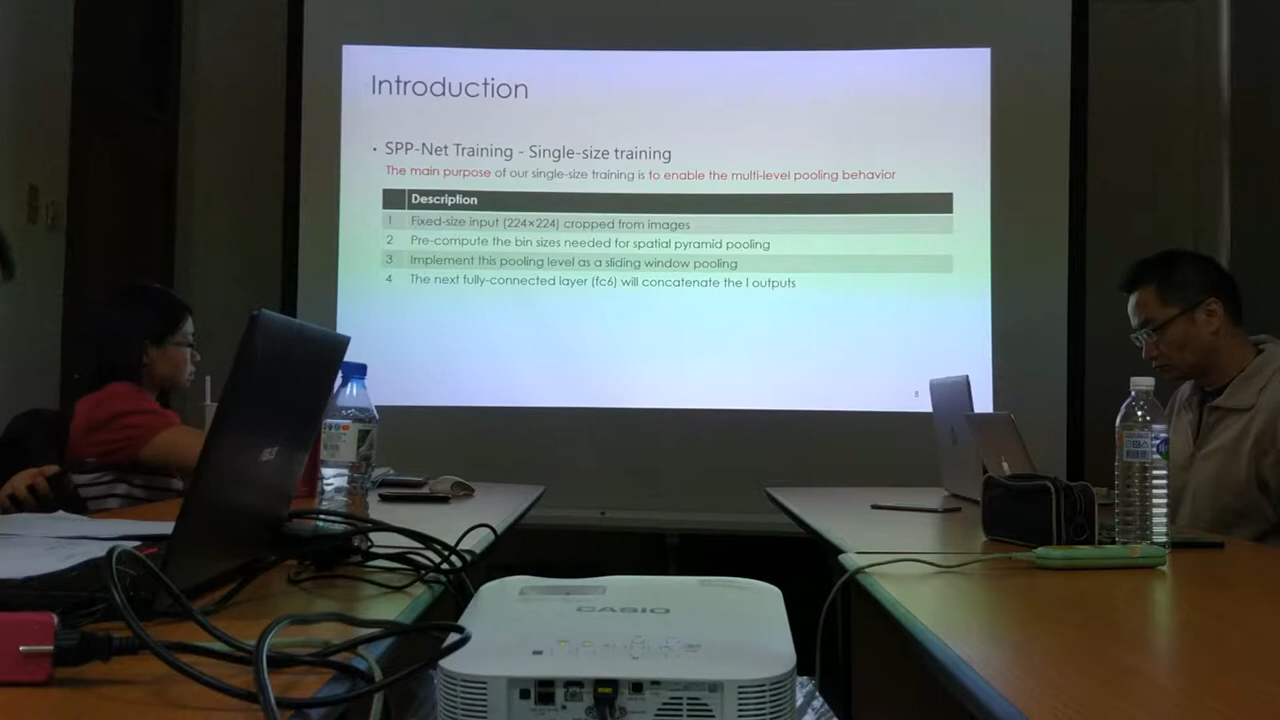 Introduction
• SPP-Net Training - Single-size training
The main purpose of our single-size training is to enable the multi-level pooling behavior
Description
1 Fixed-size input (224×224) cropped from images
2 Pre-compute the bin sizes needed for spatial pyramid pooling
3 Implement this pooling level as a sliding window pooling
4 The next fully-connected layer (fc6) will concatenate the l outputs
8
CASIO